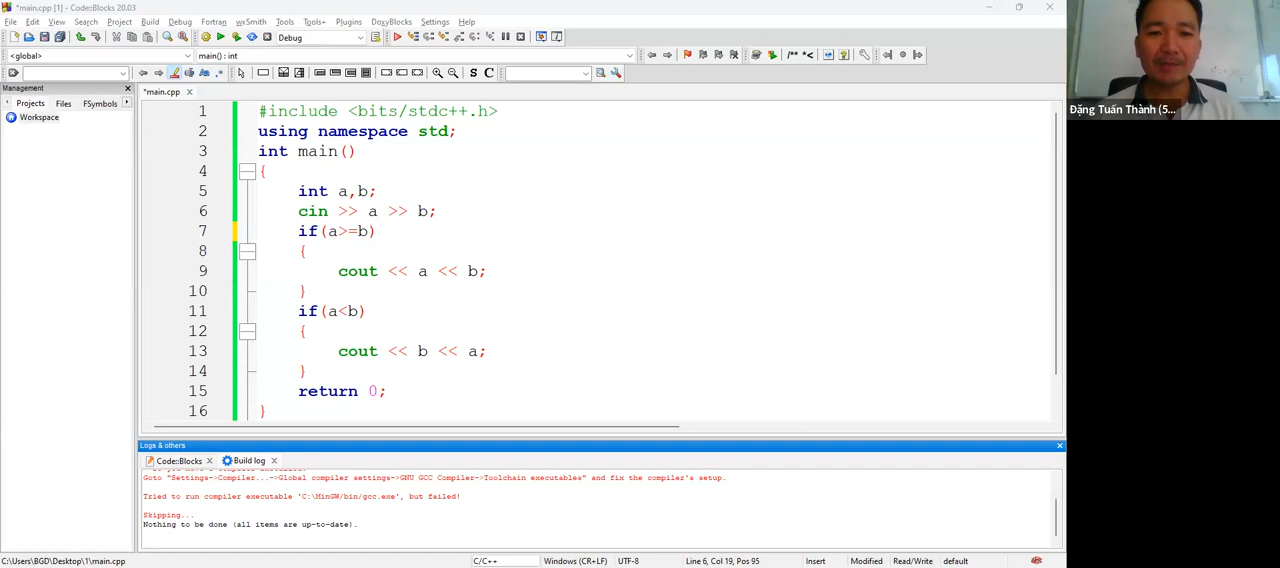 *main.cpp [1] - Code::Blocks 20.03
File Edit View Search Project Build Debug Fortran wxSmith Tools Tools+ Plugins DoxyBlocks Settings Help
Debug
<global>
main() : int
/** *<
S C
Management
Projects Files FSymbols
Workspace
*main.cpp
1 #include <bits/stdc++.h>
2 using namespace std;
3 int main()
4 {
5 int a,b;
6 cin >> a >> b;
7 if(a>=b)
8 {
9 cout << a << b;
10 }
11 if(a<b)
12 {
13 cout << b << a;
14 }
15 return 0;
16 }
Logs & others
Code::Blocks Build log
Goto "Settings->Compiler...->Global compiler settings->GNU GCC Compiler->Toolchain executables" and fix the compiler's setup.
Tried to run compiler executable 'C:\MinGW/bin/gcc.exe', but failed!
Skipping...
Nothing to be done (all items are up-to-date).
C:\Users\BGD\Desktop\1\main.cpp C/C++ Windows (CR+LF) UTF-8 Line 6, Col 19, Pos 95 Insert Modified Read/Write default
Đặng Tuấn Thành (5...